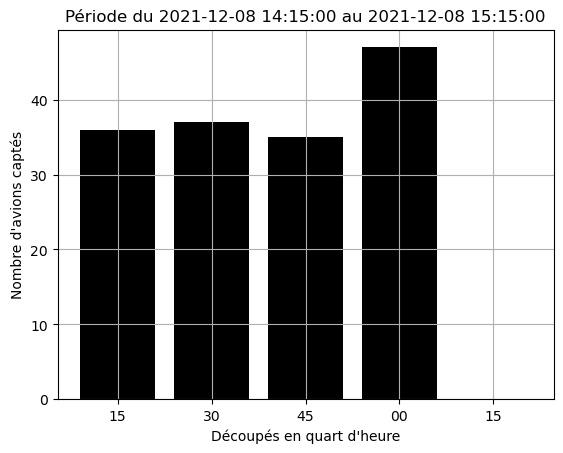 Période du 2021-12-08 14:15:00 au 2021-12-08 15:15:00
Nombre d'avions captés
40
30
20
10
0
15 30 45 00 15
Découpés en quart d'heure